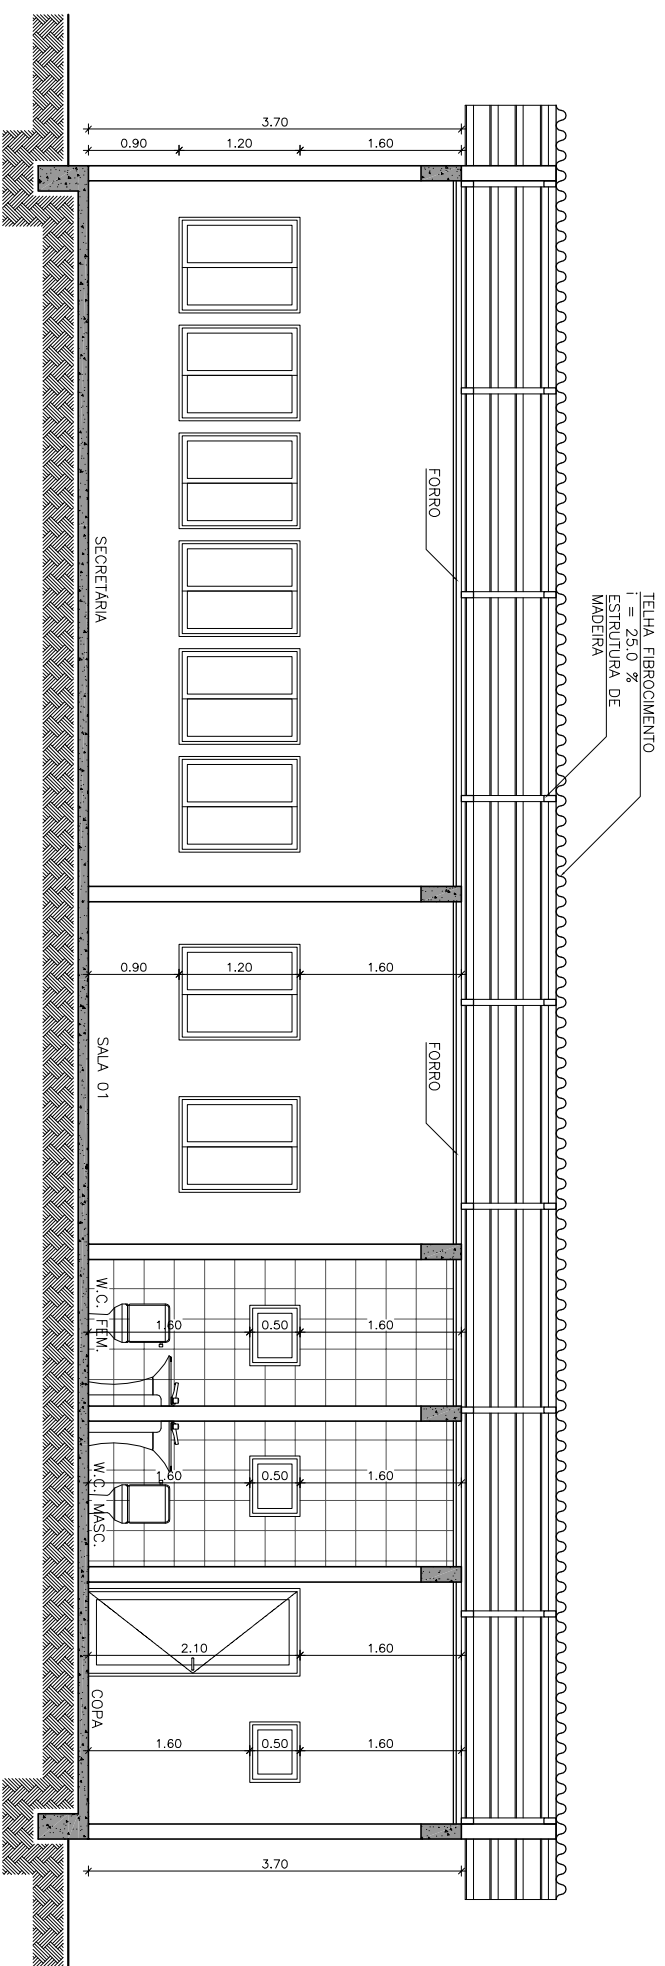 TELHA FIBROCIMENTO
i = 25.0 %
ESTRUTURA DE
MADEIRA
FORRO
FORRO
3.70
0.90
1.20
1.60
SECRETÁRIA
0.90
1.20
1.60
SALA 01
1.60
0.50
1.60
W.C. FEM.
1.60
0.50
1.60
W.C. MASC.
2.10
1.60
COPA
1.60
0.50
1.60
3.70